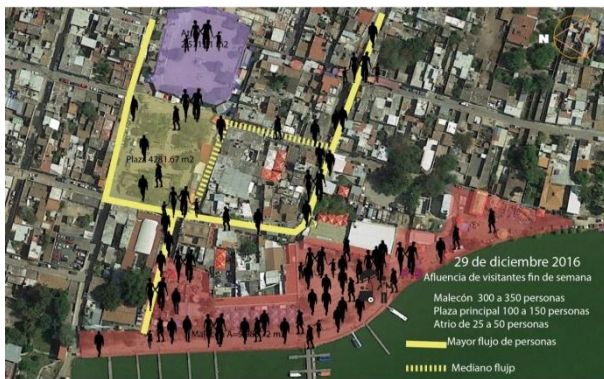 N
Plaza 4281.67 m2
29 de diciembre 2016
Afluencia de visitantes fin de semana
Malecón 300 a 350 personas
Plaza principal 100 a 150 personas
Atrio de 25 a 50 personas
Mayor flujo de personas
Mediano flujp